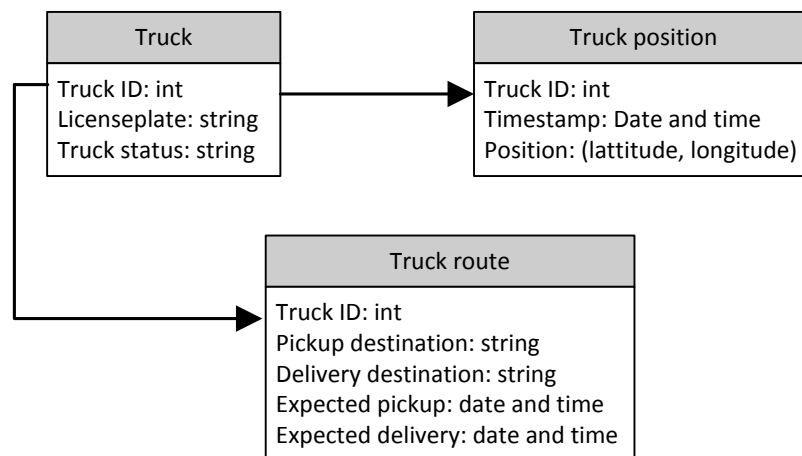 Truck
Truck ID: int
Licenseplate: string
Truck status: string
Truck position
Truck ID: int
Timestamp: Date and time
Position: (lattitude, longitude)
Truck route
Truck ID: int
Pickup destination: string
Delivery destination: string
Expected pickup: date and time
Expected delivery: date and time